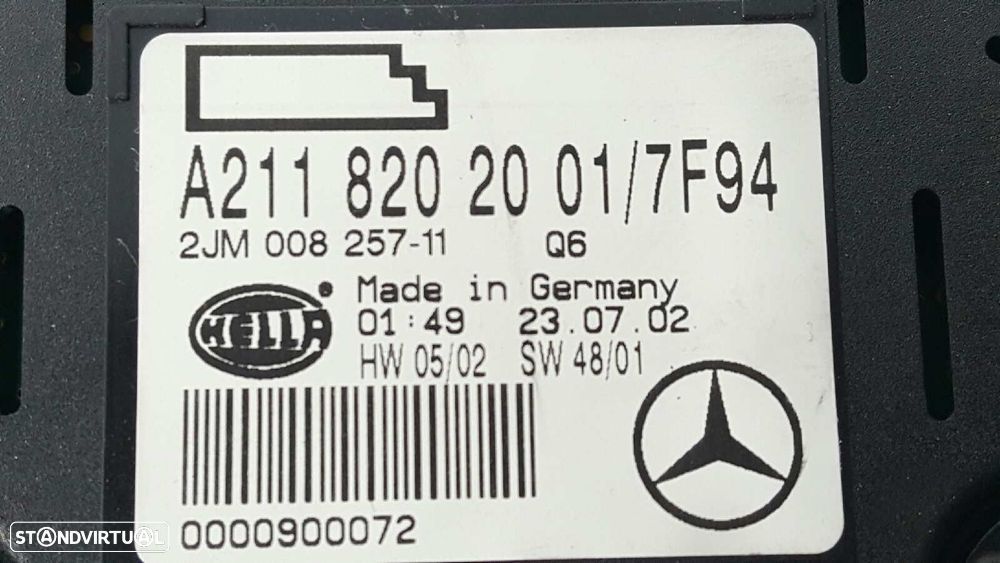 A211 820 20 01/7F94
2JM 008 257-11 Q6
HELLA ®
Made in Germany
01:49 23.07.02
HW 05/02 SW 48/01
0000900072
STANDVIRTUAL